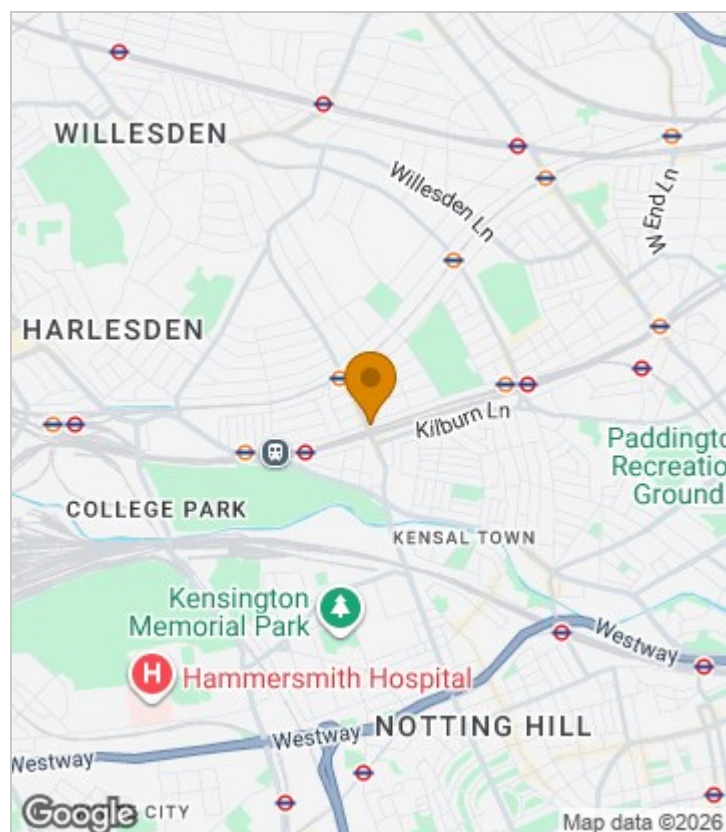 WILLESDEN
Willesden Ln
W End Ln
HARLESDEN
Kilburn Ln
Paddingto
Recreation
Ground
COLLEGE PARK
KENSAL TOWN
Kensington
Memorial Park
H
Hammersmith Hospital
Westway
NOTTING HILL
Westway
Westway
Google
CITY
Map data ©2026